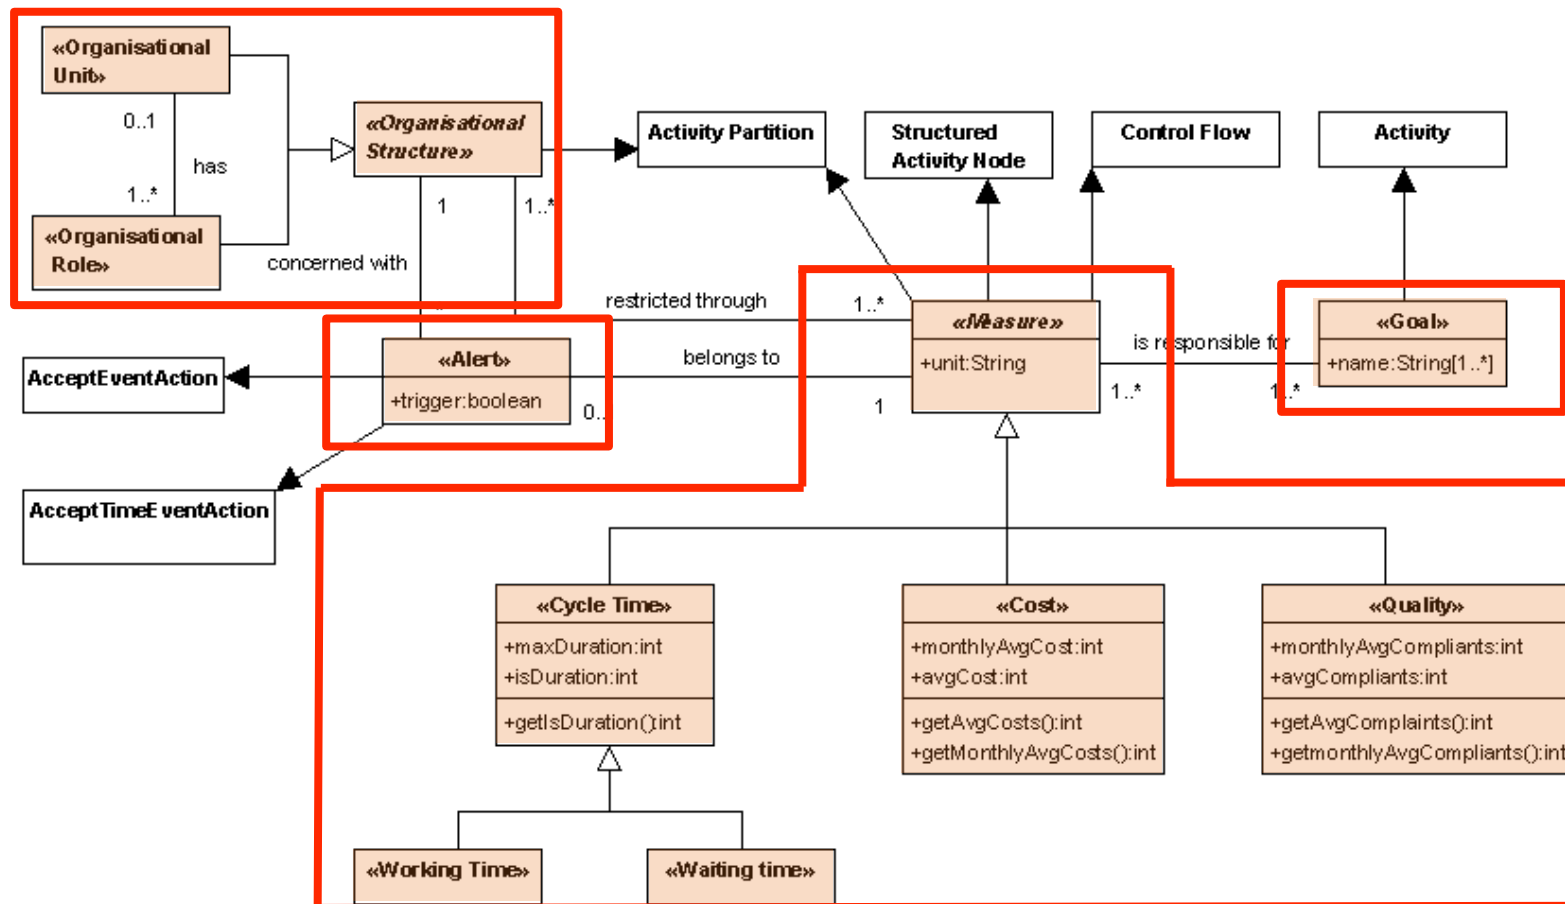 «Organisational
Unit»
0..1
has
1..*
«Organisational
Role»
«Organisational
Structure»
1
1..*
concerned with
Activity Partition
Structured
Activity Node
Control Flow
Activity
restricted through
1..*
belongs to
0..
1
«Alert»
+trigger:boolean
AcceptEventAction
AcceptTimeEventAction
«Measure»
+unit:String
is responsible for
1..*
1..*
«Goal»
+name:String[1..*]
«Cycle Time»
+maxDuration:int
+isDuration:int
+getIsDuration():int
«Cost»
+monthlyAvgCost:int
+avgCost:int
+getAvgCosts():int
+getMonthlyAvgCosts():int
«Quality»
+monthlyAvgCompliants:int
+avgCompliants:int
+getAvgComplaints():int
+getmonthlyAvgCompliants():int
«Working Time»
«Waiting time»